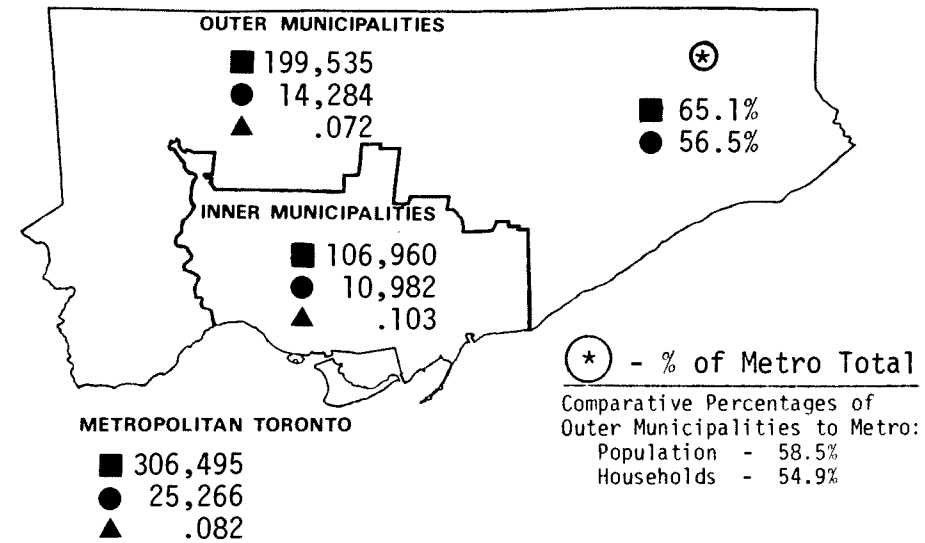 OUTER MUNICIPALITIES
■ 199,535
● 14,284
▲ .072
(*)
■ 65.1%
● 56.5%
INNER MUNICIPALITIES
■ 106,960
● 10,982
▲ .103
(*) - % of Metro Total
Comparative Percentages of
Outer Municipalities to Metro:
Population - 58.5%
Households - 54.9%
METROPOLITAN TORONTO
■ 306,495
● 25,266
▲ .082